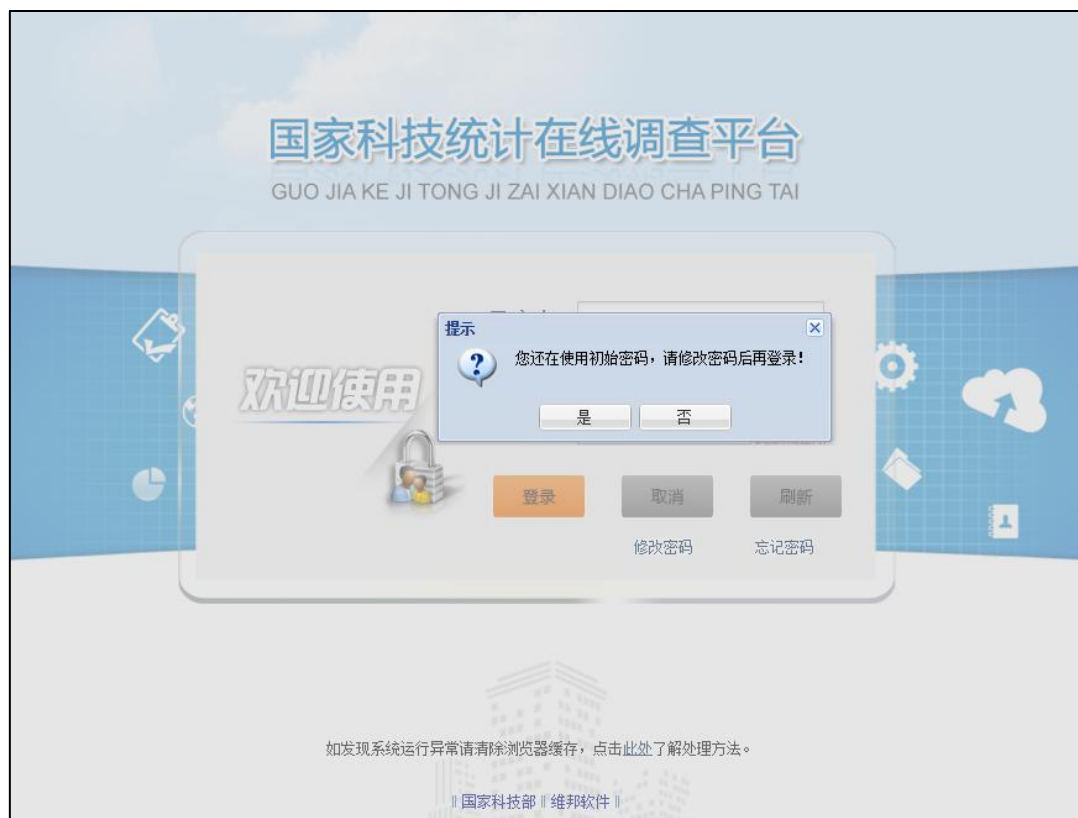 国家科技统计在线调查平台
GUO JIA KE JI TONG JI ZAI XIAN DIAO CHA PING TAI
提示
您还在使用初始密码，请修改密码后再登录!
是 否
欢迎使用
登录 取消 刷新
修改密码 忘记密码
如发现系统运行异常请清除浏览器缓存，点击此处了解处理方法。
‖国家科技部‖维邦软件‖